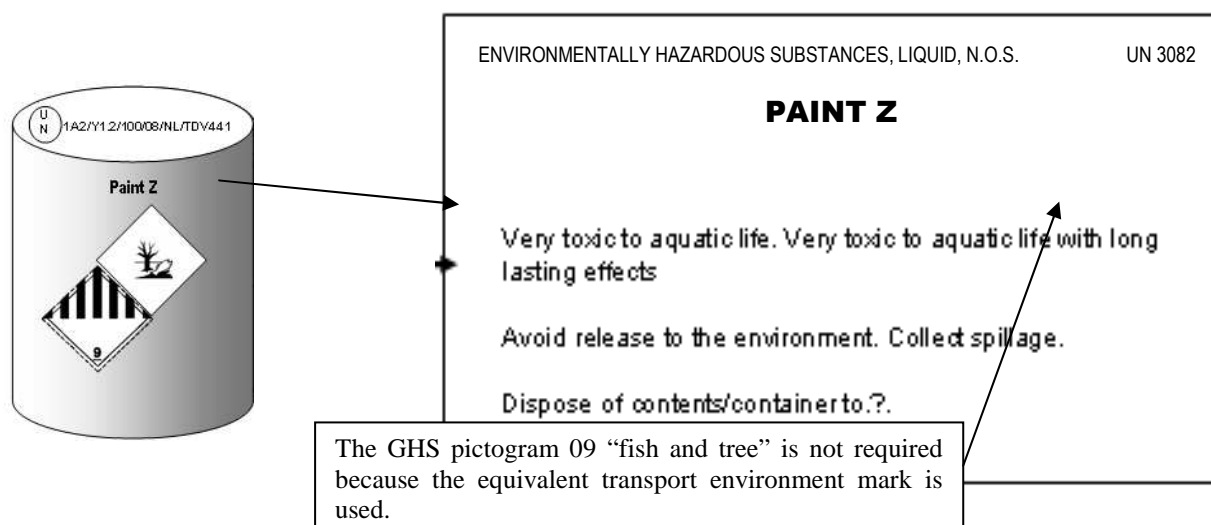 U
N
1A2/Y1.2/100/08/NL/TDV441
Paint Z
9
ENVIRONMENTALLY HAZARDOUS SUBSTANCES, LIQUID, N.O.S. UN 3082
PAINT Z
Very toxic to aquatic life. Very toxic to aquatic life with long
lasting effects
Avoid release to the environment. Collect spillage.
Dispose of contents/container to.?.
The GHS pictogram 09 “fish and tree” is not required
because the equivalent transport environment mark is
used.